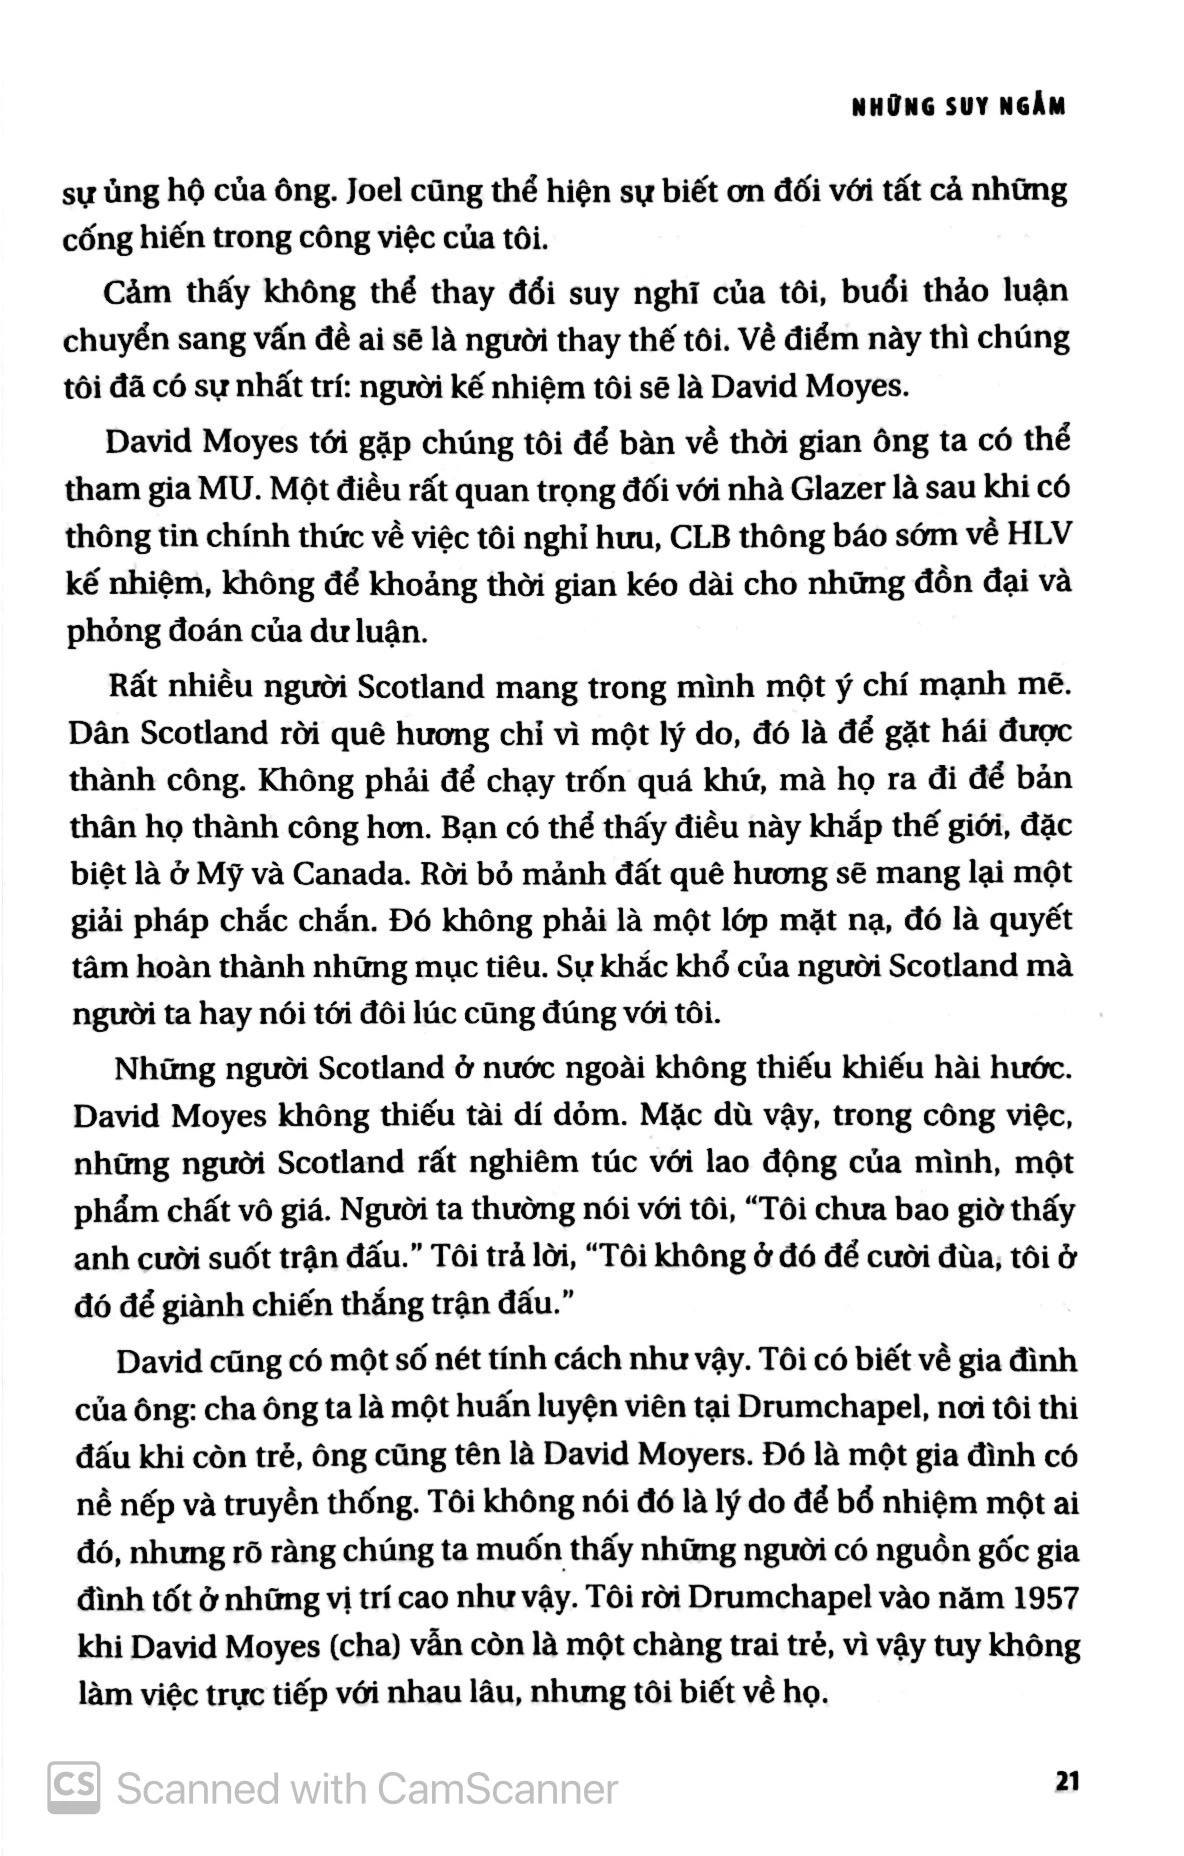 NHỮNG SUY NGẪM
sự ủng hộ của ông. Joel cũng thể hiện sự biết ơn đối với tất cả những
cống hiến trong công việc của tôi.
Cảm thấy không thể thay đổi suy nghĩ của tôi, buổi thảo luận
chuyển sang vấn đề ai sẽ là người thay thế tôi. Về điểm này thì chúng
tôi đã có sự nhất trí: người kế nhiệm tôi sẽ là David Moyes.
David Moyes tới gặp chúng tôi để bàn về thời gian ông ta có thể
tham gia MU. Một điều rất quan trọng đối với nhà Glazer là sau khi có
thông tin chính thức về việc tôi nghỉ hưu, CLB thông báo sớm về HLV
kế nhiệm, không để khoảng thời gian kéo dài cho những đồn đại và
phỏng đoán của dư luận.
Rất nhiều người Scotland mang trong mình một ý chí mạnh mẽ.
Dân Scotland rời quê hương chỉ vì một lý do, đó là để gặt hái được
thành công. Không phải để chạy trốn quá khứ, mà họ ra đi để bản
thân họ thành công hơn. Bạn có thể thấy điều này khắp thế giới, đặc
biệt là ở Mỹ và Canada. Rời bỏ mảnh đất quê hương sẽ mang lại một
giải pháp chắc chắn. Đó không phải là một lớp mặt nạ, đó là quyết
tâm hoàn thành những mục tiêu. Sự khắc khổ của người Scotland mà
người ta hay nói tới đôi lúc cũng đúng với tôi.
Những người Scotland ở nước ngoài không thiếu khiếu hài hước.
David Moyes không thiếu tài dí dỏm. Mặc dù vậy, trong công việc,
những người Scotland rất nghiêm túc với lao động của mình, một
phẩm chất vô giá. Người ta thường nói với tôi, “Tôi chưa bao giờ thấy
anh cười suốt trận đấu.” Tôi trả lời, “Tôi không ở đó để cười đùa, tôi ở
đó để giành chiến thắng trận đấu.”
David cũng có một số nét tính cách như vậy. Tôi có biết về gia đình
của ông: cha ông ta là một huấn luyện viên tại Drumchapel, nơi tôi thi
đấu khi còn trẻ, ông cũng tên là David Moyers. Đó là một gia đình có
nề nếp và truyền thống. Tôi không nói đó là lý do để bổ nhiệm một ai
đó, nhưng rõ ràng chúng ta muốn thấy những người có nguồn gốc gia
đình tốt ở những vị trí cao như vậy. Tôi rời Drumchapel vào năm 1957
khi David Moyes (cha) vẫn còn là một chàng trai trẻ, vì vậy tuy không
làm việc trực tiếp với nhau lâu, nhưng tôi biết về họ.
21
CS Scanned with CamScanner